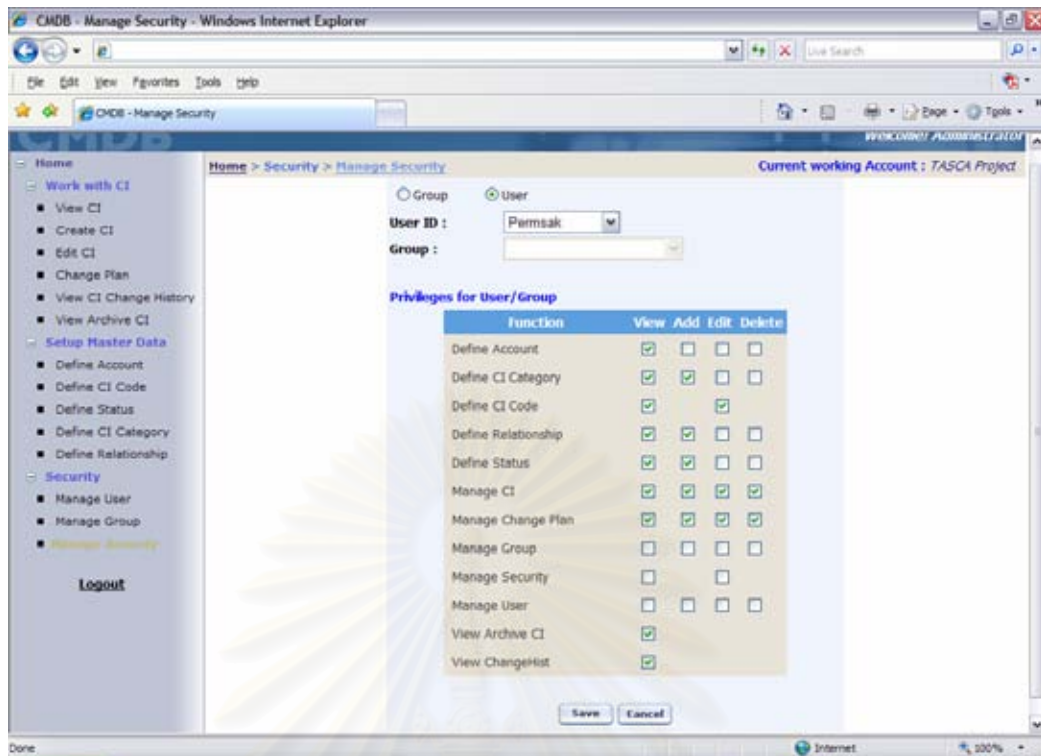 CMDB - Manage Security - Windows Internet Explorer
Live Search
File Edit View Favorites Tools Help
CMDB - Manage Security
Page Tools
CMDB
Welcome! Administrator
Home
Work with CI
View CI
Create CI
Edit CI
Change Plan
View CI Change History
View Archive CI
Setup Master Data
Define Account
Define CI Code
Define Status
Define CI Category
Define Relationship
Security
Manage User
Manage Group
Manage Security
Logout
Home > Security > Manage Security
Current working Account : TASCA Project
Group User
User ID : Permsak
Group :
Privileges for User/Group
Function View Add Edit Delete
Define Account
Define CI Category
Define CI Code
Define Relationship
Define Status
Manage CI
Manage Change Plan
Manage Group
Manage Security
Manage User
View Archive CI
View ChangeHist
Save Cancel
Done
Internet
100%